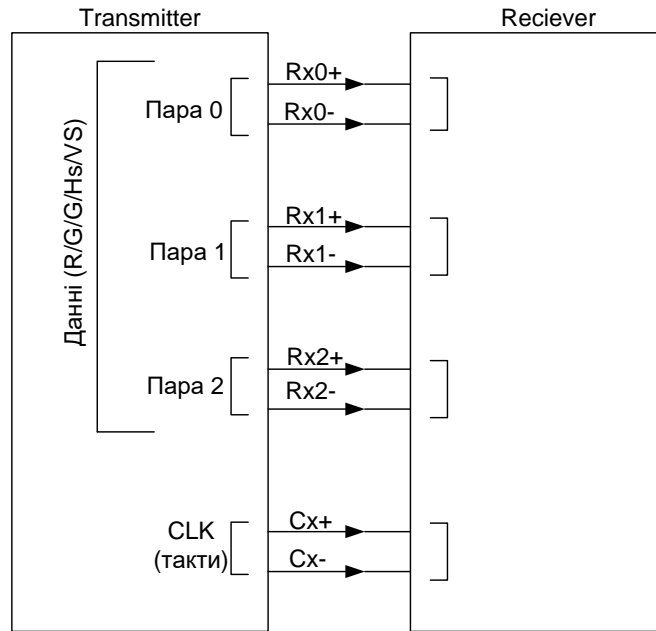 Transmitter
Reciever
Данні (R/G/G/Hs/VS)
Пара 0
Rx0+
Rx0-
Пара 1
Rx1+
Rx1-
Пара 2
Rx2+
Rx2-
CLK
(такти)
Cx+
Cx-